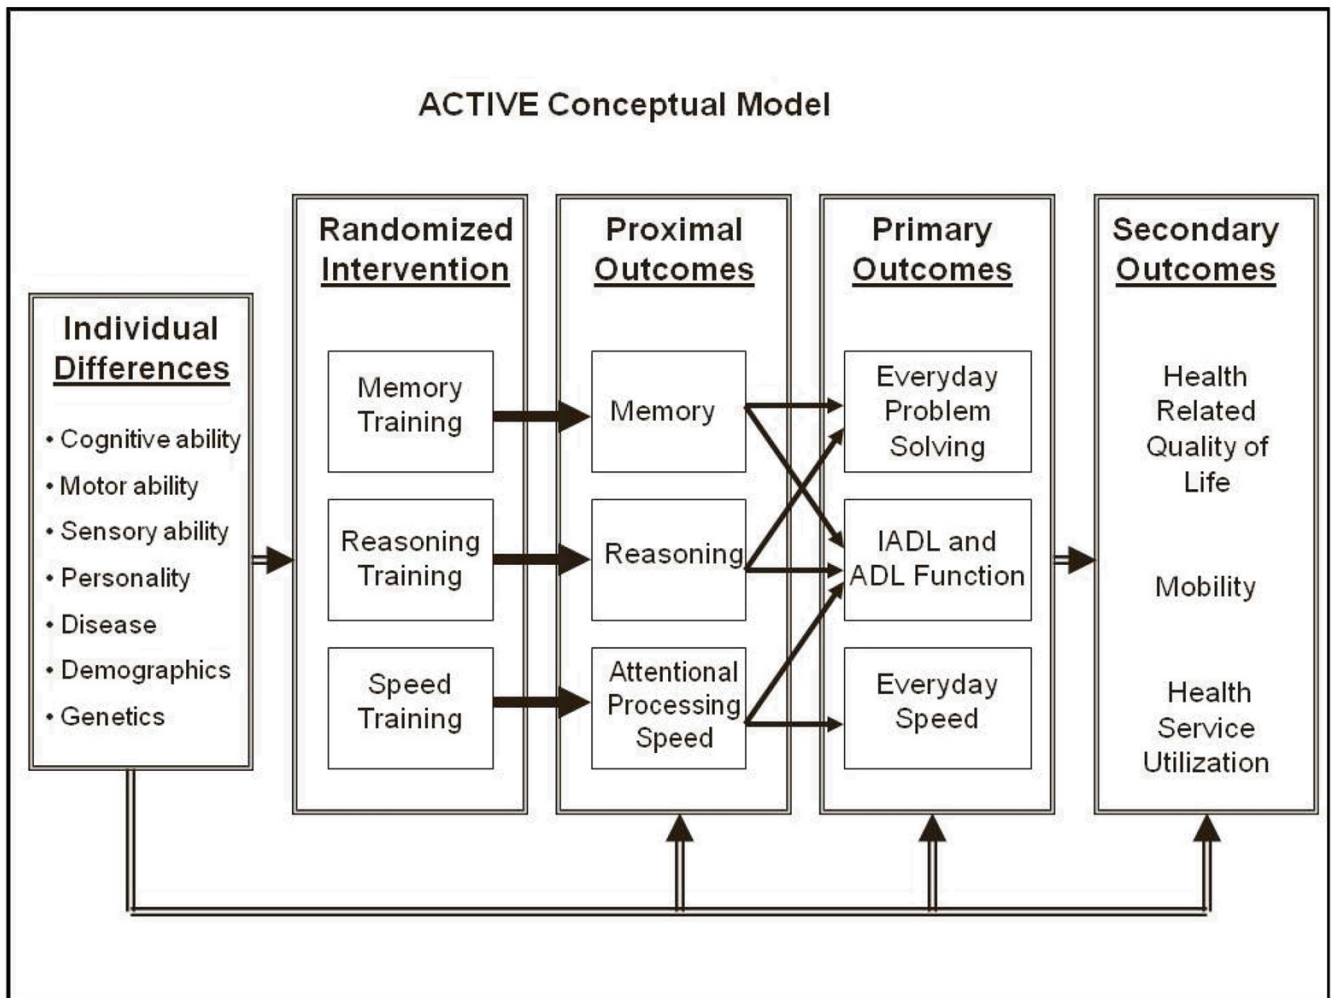 ACTIVE Conceptual Model
Individual
Differences
• Cognitive ability
• Motor ability
• Sensory ability
• Personality
• Disease
• Demographics
• Genetics
Randomized
Intervention
Memory
Training
Reasoning
Training
Speed
Training
Proximal
Outcomes
Memory
Reasoning
Attentional
Processing
Speed
Primary
Outcomes
Everyday
Problem
Solving
IADL and
ADL Function
Everyday
Speed
Secondary
Outcomes
Health
Related
Quality of
Life
Mobility
Health
Service
Utilization